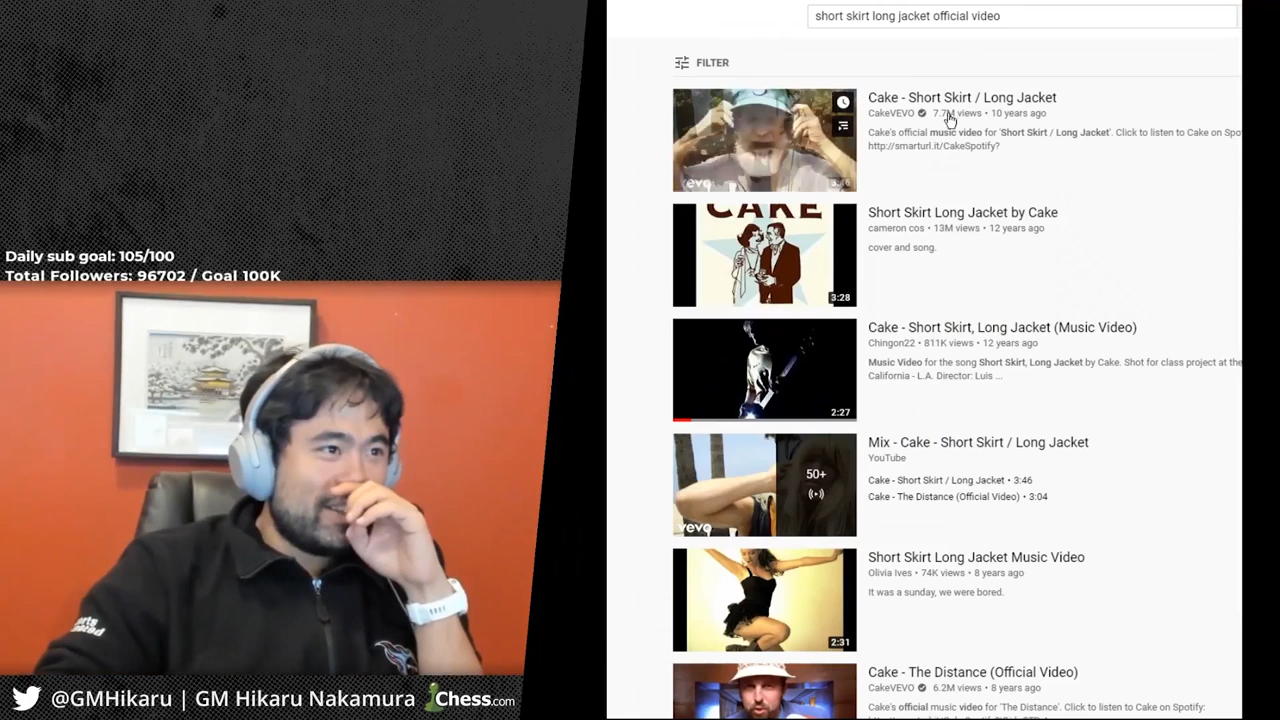 short skirt long jacket official video
FILTER
Cake - Short Skirt / Long Jacket
CakeVEVO 7.7M views • 10 years ago
Cake's official music video for 'Short Skirt / Long Jacket'. Click to listen to Cake on Spo
http://smarturl.it/CakeSpotify?
vevo
3:46
Short Skirt Long Jacket by Cake
cameron cos • 13M views • 12 years ago
cover and song.
CAKE
3:28
Cake - Short Skirt, Long Jacket (Music Video)
Chingon22 • 811K views • 12 years ago
Music Video for the song Short Skirt, Long Jacket by Cake. Shot for class project at the
California - L.A. Director: Luis ...
2:27
Mix - Cake - Short Skirt / Long Jacket
YouTube
50+
Cake - Short Skirt / Long Jacket • 3:46
Cake - The Distance (Official Video) • 3:04
vevo
Short Skirt Long Jacket Music Video
Olivia Ives • 74K views • 8 years ago
It was a sunday, we were bored.
2:31
Cake - The Distance (Official Video)
CakeVEVO 6.2M views • 8 years ago
Cake's official music video for 'The Distance'. Click to listen to Cake on Spotify:
Daily sub goal: 105/100
Total Followers: 96702 / Goal 100K
@GMHikaru | GM Hikaru Nakamura Chess.com